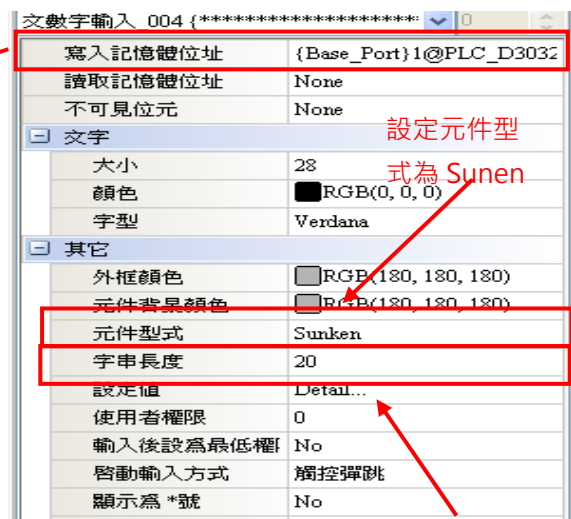 文數字輸入_004 {******************** 0
寫入記憶體位址 {Base_Port}1@PLC_D3032
讀取記憶體位址 None
不可見位元 None
設定元件型
式為 Sunen
文字
大小 28
顏色 RGB(0, 0, 0)
字型 Verdana
其它
外框顏色 RGB(180, 180, 180)
元件背景顏色 RGB(180, 180, 180)
元件型式 Sunken
字串長度 20
設定值 Detail...
使用者權限 0
輸入後設為最低權 No
啓動輸入方式 觸控彈跳
顯示為 *號 No